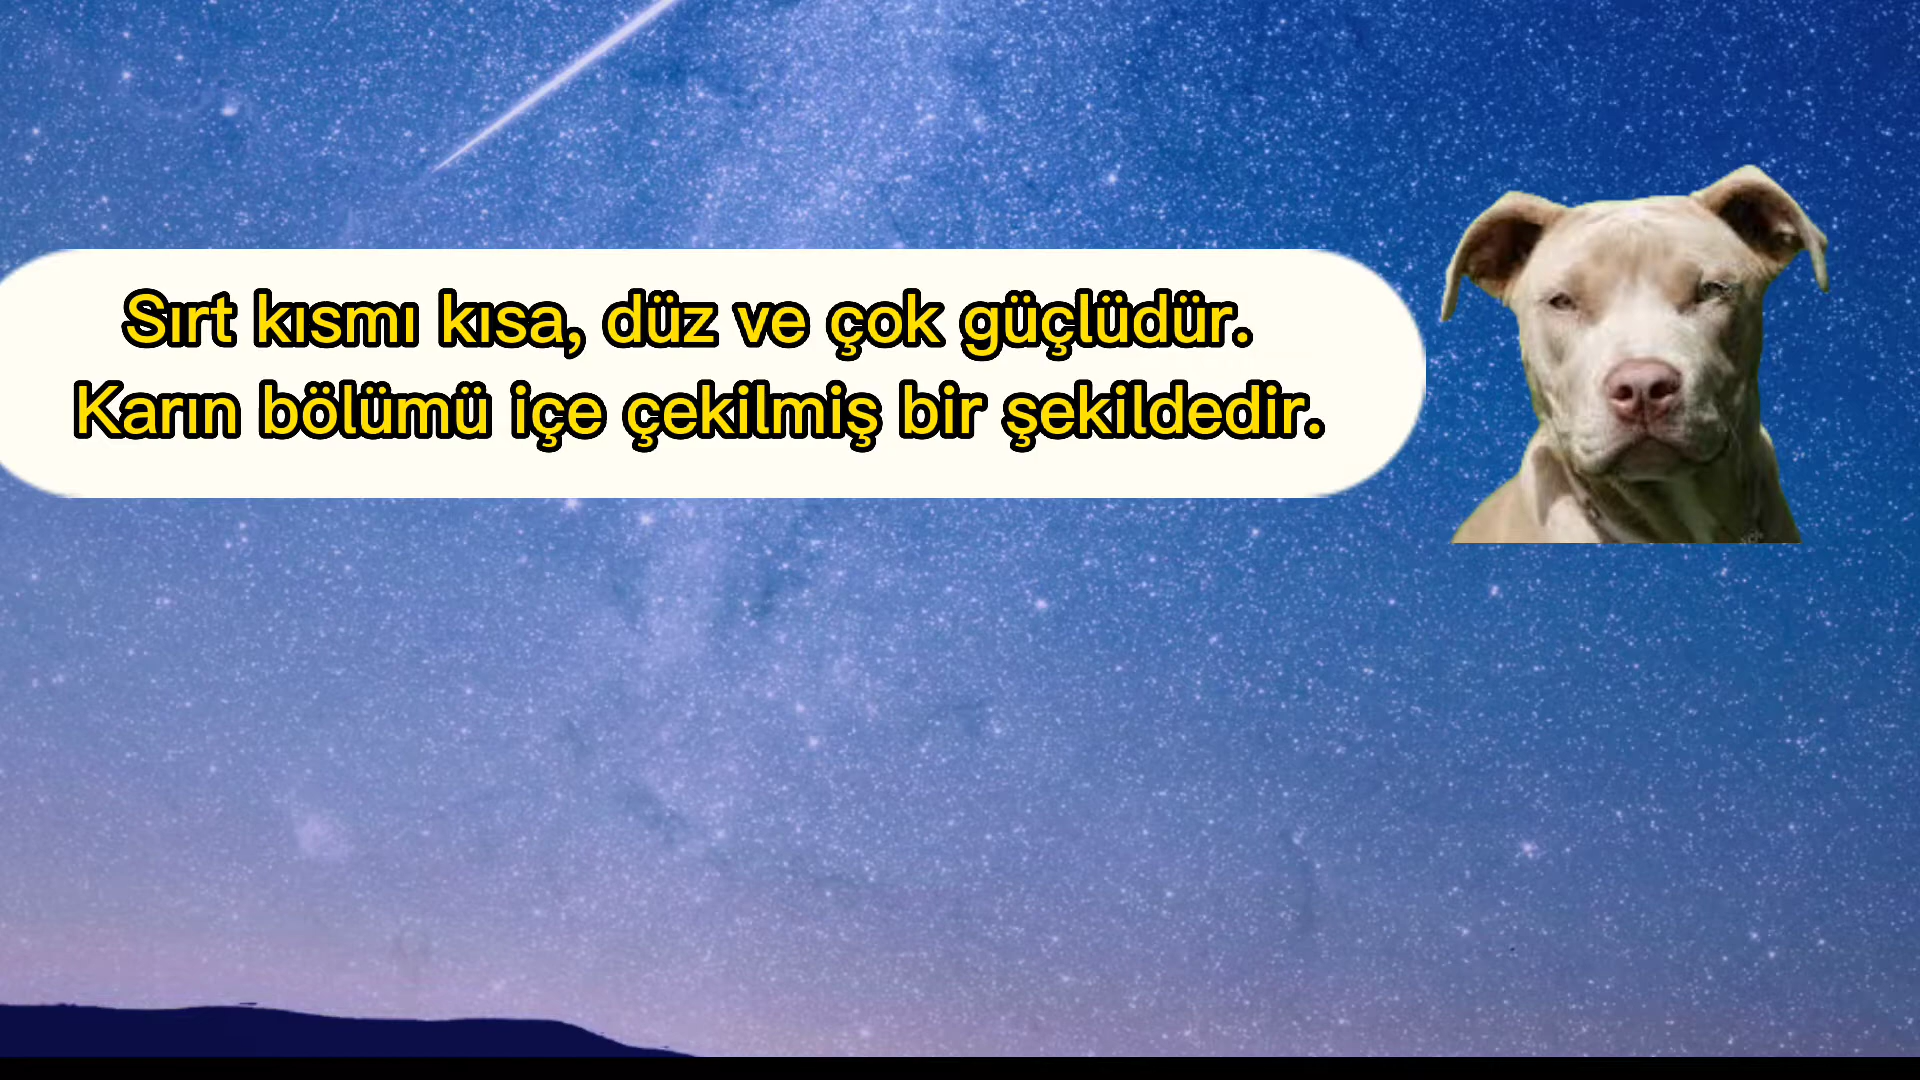 Sırt kısmı kısa, düz ve çok güçlüdür.
Karın bölümü içe çekilmiş bir şekildedir.